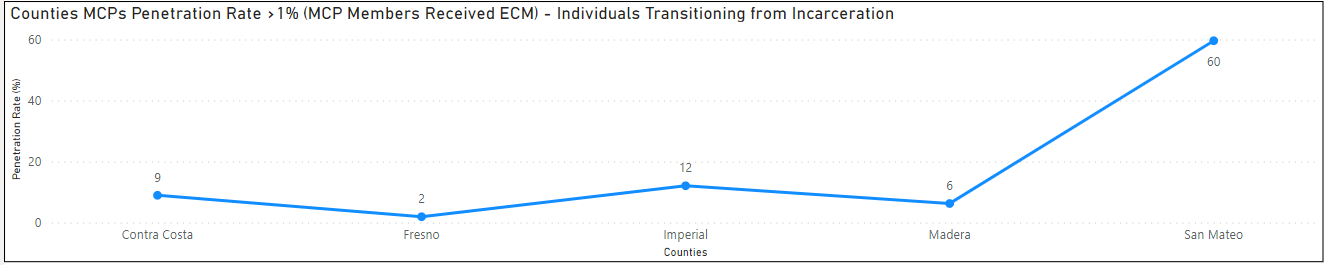 Counties MCPs Penetration Rate >1% (MCP Members Received ECM) - Individuals Transitioning from Incarceration
Penetration Rate (%)
60
40
20
0
9
2
12
6
60
Contra Costa
Fresno
Imperial
Madera
San Mateo
Counties